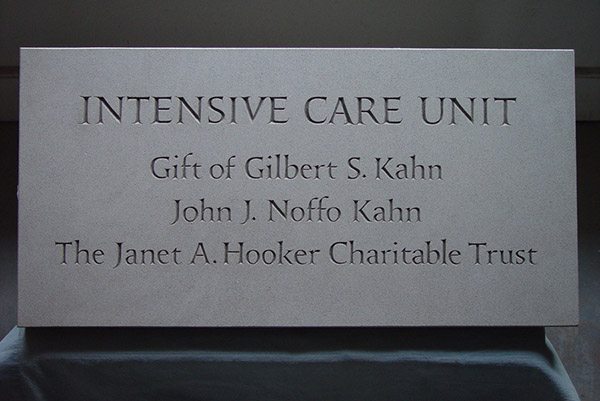 INTENSIVE CARE UNIT
Gift of Gilbert S. Kahn
John J. Noffo Kahn
The Janet A. Hooker Charitable Trust